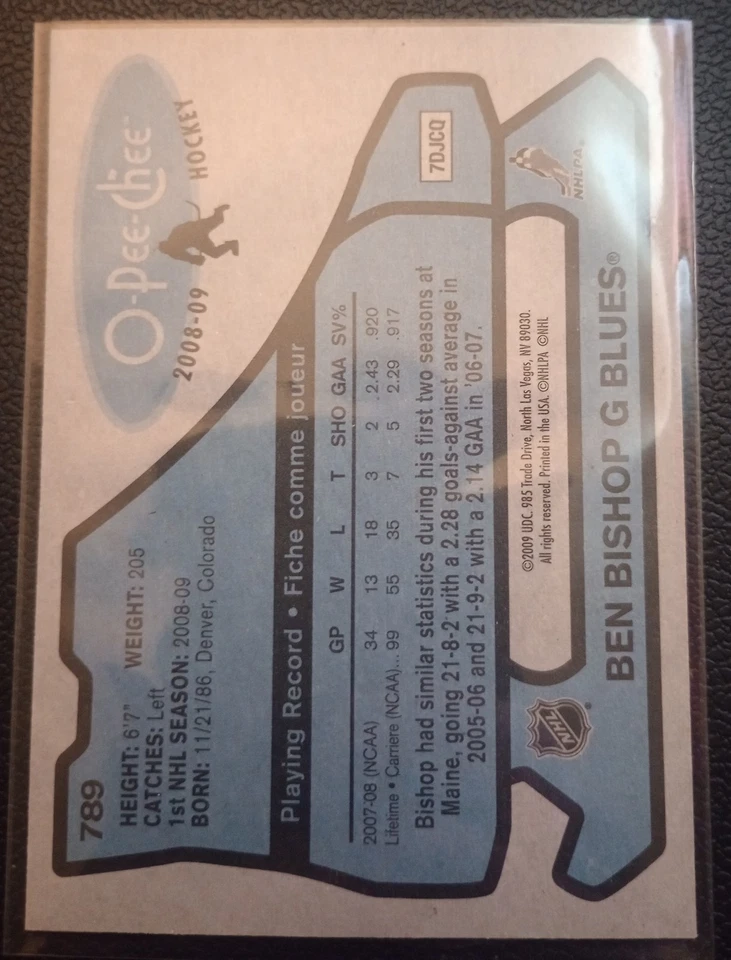 789
O-Pee-Chee™
2008-09 HOCKEY
HEIGHT: 6'7" WEIGHT: 205
CATCHES: Left
1st NHL SEASON: 2008-09
BORN: 11/21/86, Denver, Colorado
7DJCQ
Playing Record • Fiche comme joueur
GP W L T SHO GAA SV%
2007-08 (NCAA) 34 13 18 3 2 2.43 .920
Lifetime • Carriere (NCAA)... 99 55 35 7 5 2.29 .917
Bishop had similar statistics during his first two seasons at
Maine, going 21-8-2 with a 2.28 goals-against average in
2005-06 and 21-9-2 with a 2.14 GAA in '06-07.
NHL®
©2009 UDC. 985 Trade Drive, North Las Vegas, NV 89030.
All rights reserved. Printed in the USA. ©NHLPA ©NHL
NHLPA®
BEN BISHOP G BLUES®